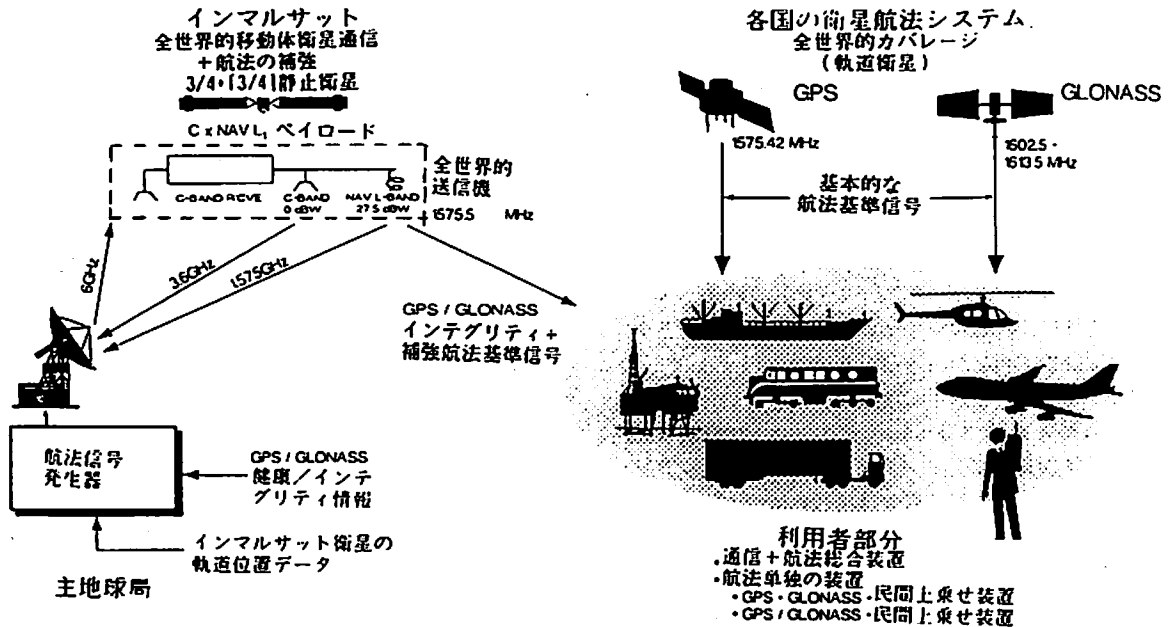 インマルサット
全世界的移動体衛星通信
+航法の補強
3/4・(3/4)静止衛星
C x NAV L₁ ペイロード
全世界的
送信機
C-BAND RCVE
C-BAND
0 dBW
NAV L-BAND
27.5 dBW
1575.5 MHz
6GHz
3.6GHz
1.575GHz
GPS / GLONASS
インテグリティ+
補強航法基準信号
航法信号
発生器
GPS / GLONASS
健康/インテ
グリティ情報
インマルサット衛星の
軌道位置データ
主地球局
各国の衛星航法システム
全世界的カバレージ
(軌道衛星)
GPS
GLONASS
1575.42 MHz
1602.5 -
1613.5 MHz
基本的な
航法基準信号
利用者部分
・通信+航法総合装置
・航法単独の装置
・GPS・GLONASS・民間上乗せ装置
・GPS / GLONASS・民間上乗せ装置